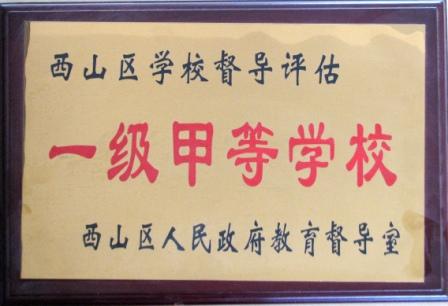 西山区学校督导评估
一级甲等学校
西山区人民政府教育督导室